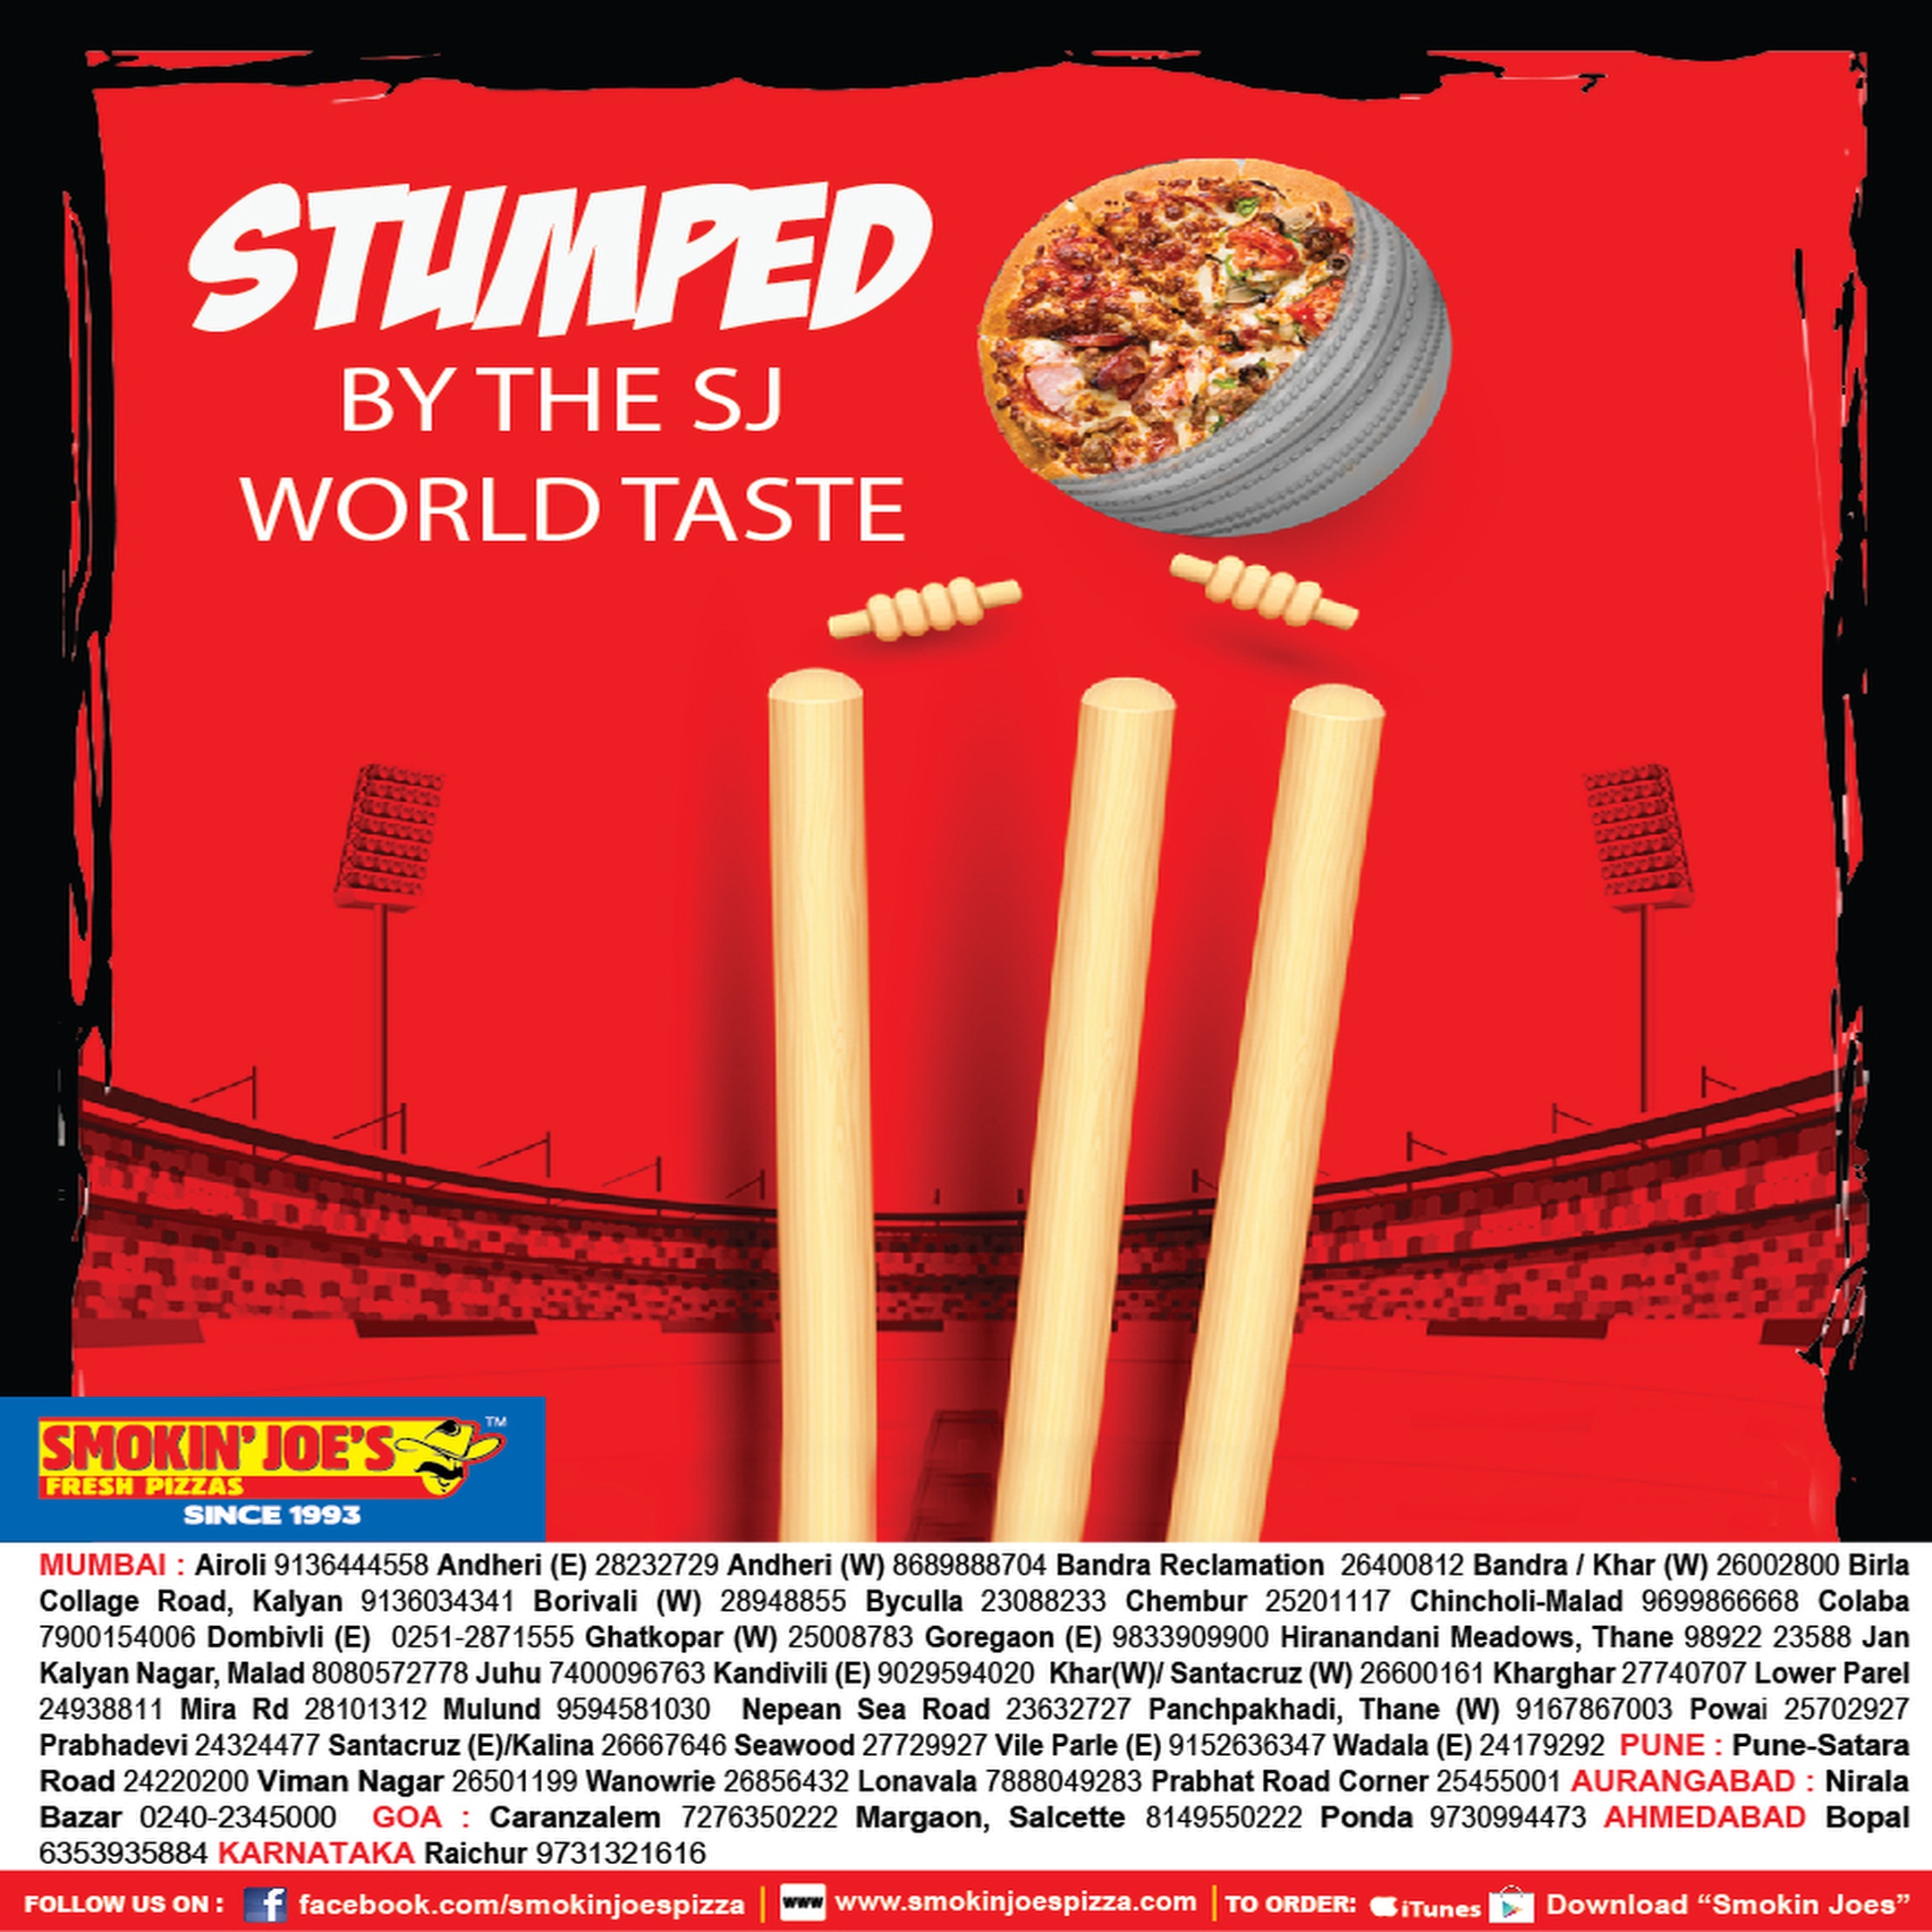 STUMPED
BY THE SJ
WORLD TASTE
SMOKIN' JOE'S TM
FRESH PIZZAS
SINCE 1993
MUMBAI : Airoli 9136444558 Andheri (E) 28232729 Andheri (W) 8689888704 Bandra Reclamation 26400812 Bandra / Khar (W) 26002800 Birla
Collage Road, Kalyan 9136034341 Borivali (W) 28948855 Byculla 23088233 Chembur 25201117 Chincholi-Malad 9699866668 Colaba
7900154006 Dombivli (E) 0251-2871555 Ghatkopar (W) 25008783 Goregaon (E) 9833909900 Hiranandani Meadows, Thane 98922 23588 Jan
Kalyan Nagar, Malad 8080572778 Juhu 7400096763 Kandivili (E) 9029594020 Khar(W)/ Santacruz (W) 26600161 Kharghar 27740707 Lower Parel
24938811 Mira Rd 28101312 Mulund 9594581030 Nepean Sea Road 23632727 Panchpakhadi, Thane (W) 9167867003 Powai 25702927
Prabhadevi 24324477 Santacruz (E)/Kalina 26667646 Seawood 27729927 Vile Parle (E) 9152636347 Wadala (E) 24179292 PUNE : Pune-Satara
Road 24220200 Viman Nagar 26501199 Wanowrie 26856432 Lonavala 7888049283 Prabhat Road Corner 25455001 AURANGABAD : Nirala
Bazar 0240-2345000 GOA : Caranzalem 7276350222 Margaon, Salcette 8149550222 Ponda 9730994473 AHMEDABAD Bopal
6353935884 KARNATAKA Raichur 9731321616
FOLLOW US ON : f facebook.com/smokinjoespizza | www www.smokinjoespizza.com | TO ORDER: iTunes Download “Smokin Joes”